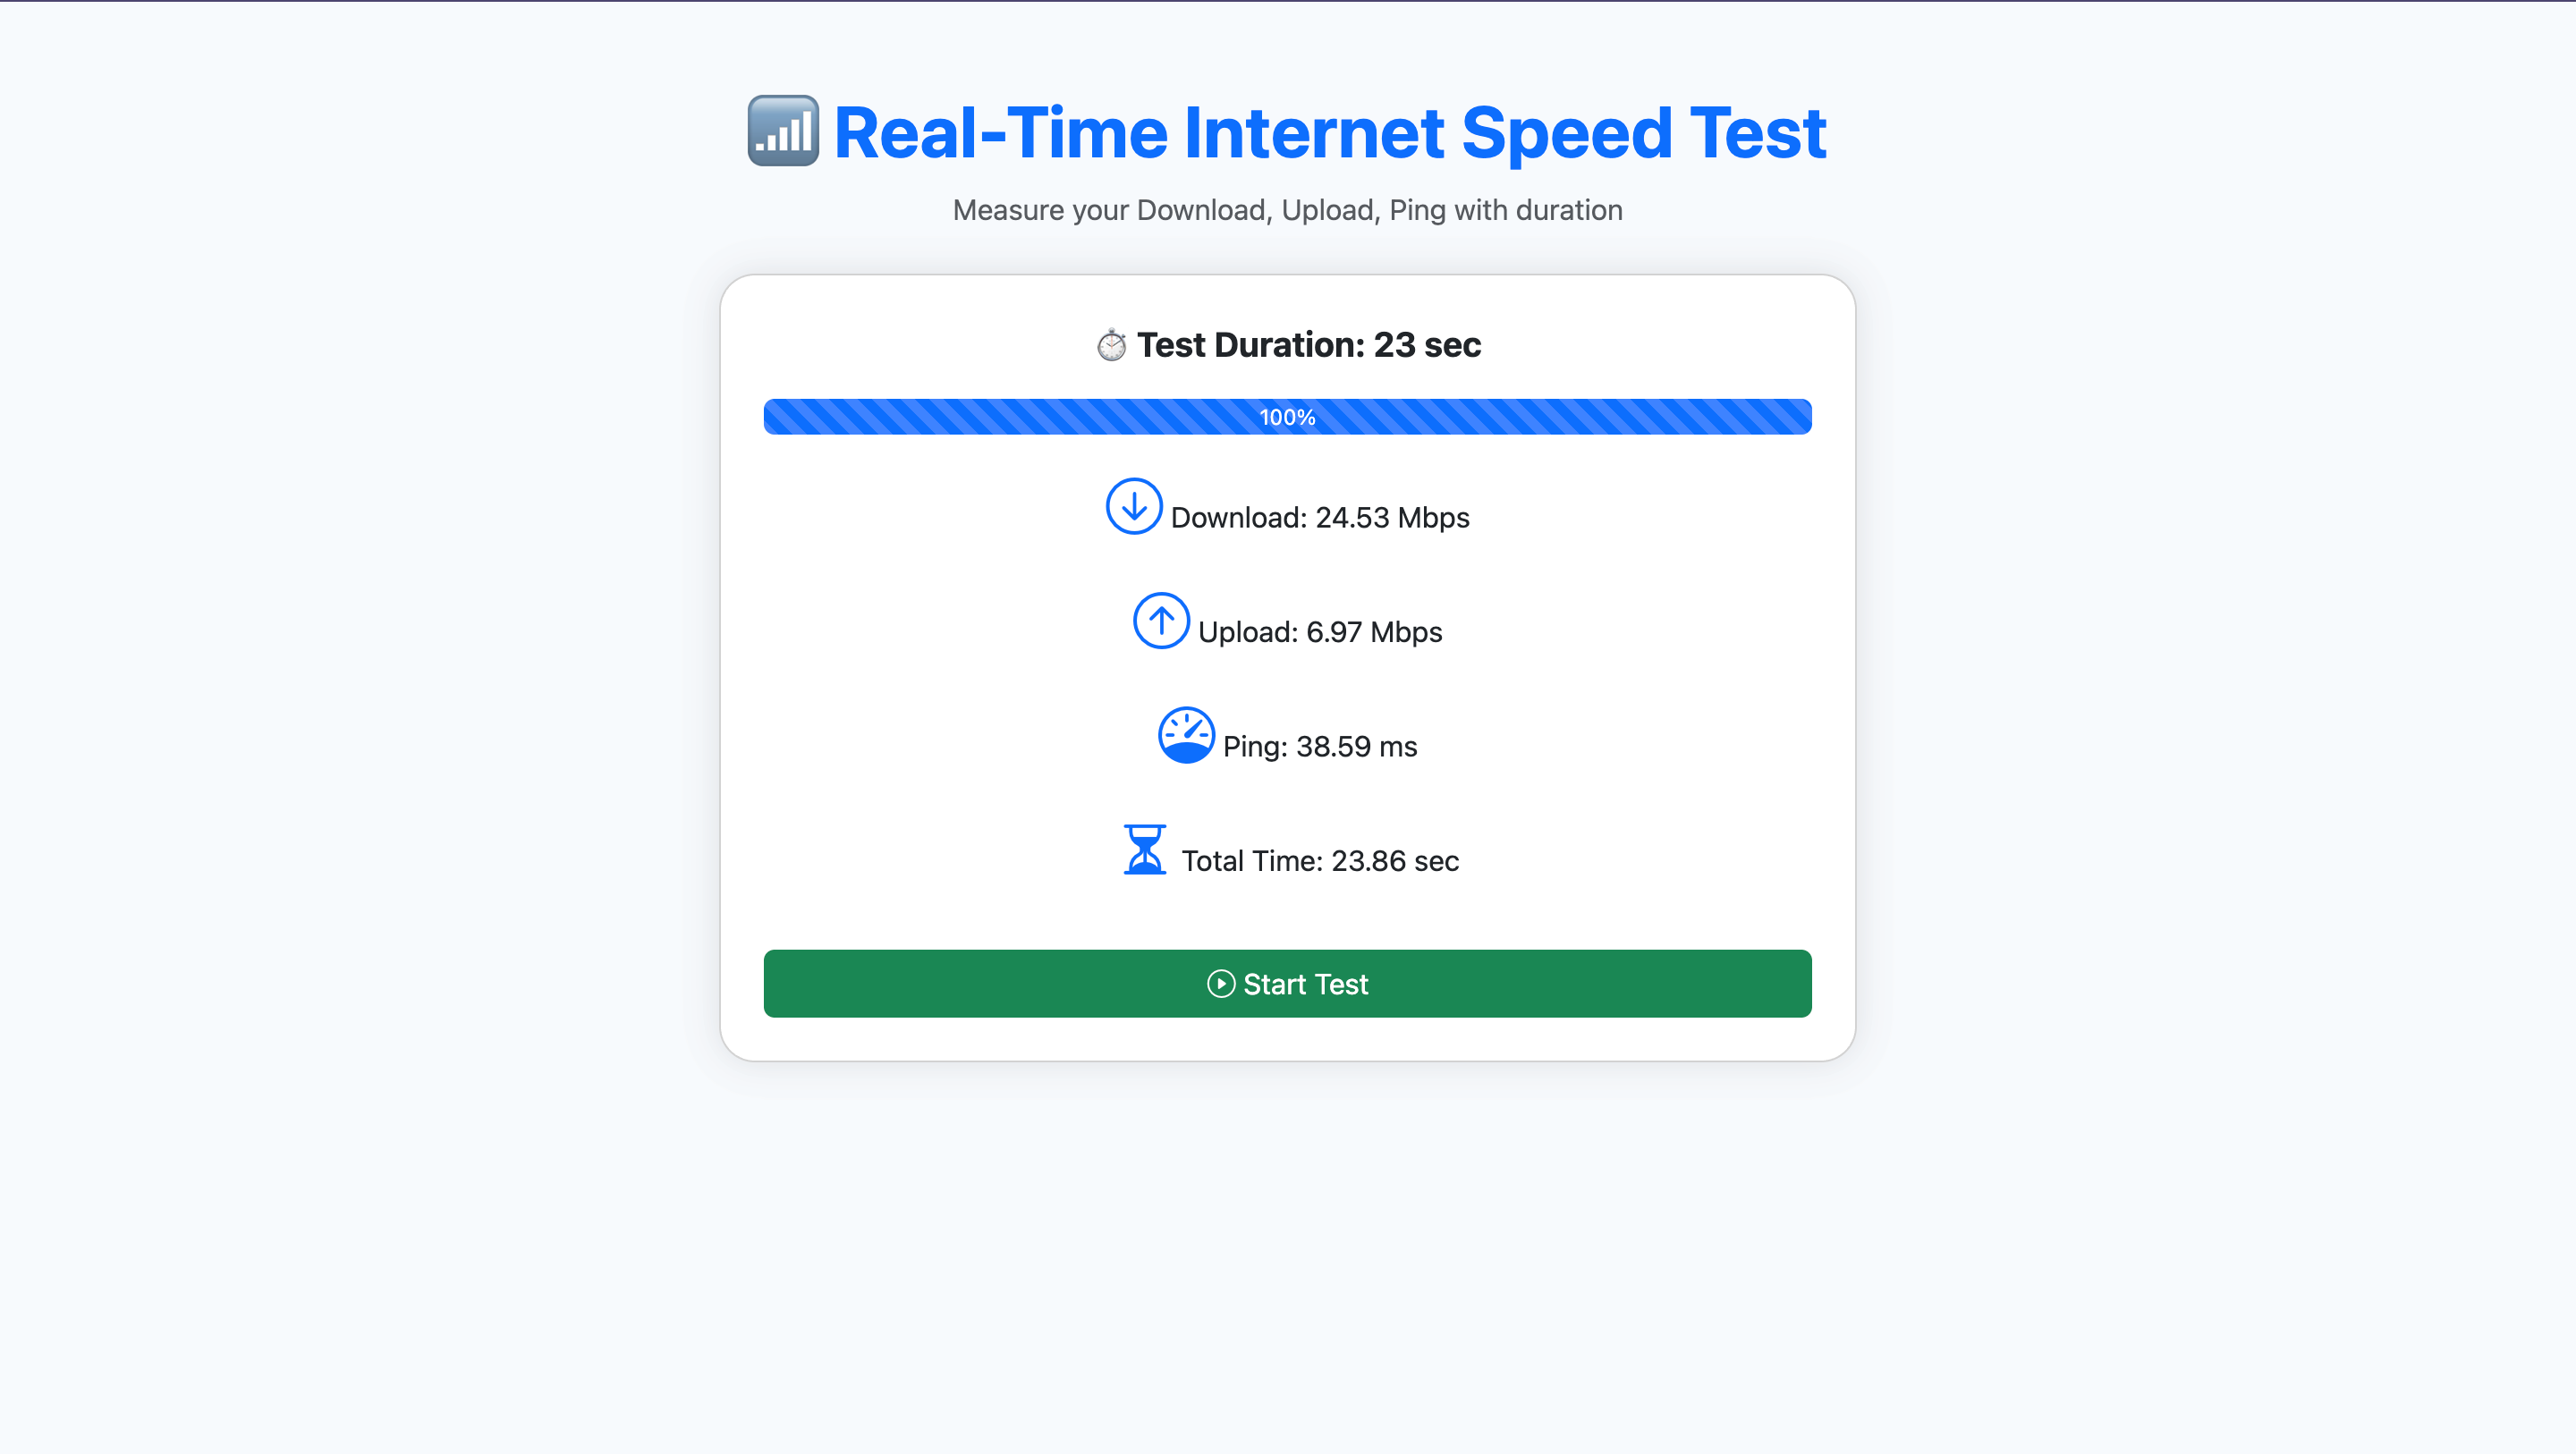 Real-Time Internet Speed Test
Measure your Download, Upload, Ping with duration
Test Duration: 23 sec
100%
Download: 24.53 Mbps
Upload: 6.97 Mbps
Ping: 38.59 ms
Total Time: 23.86 sec
Start Test